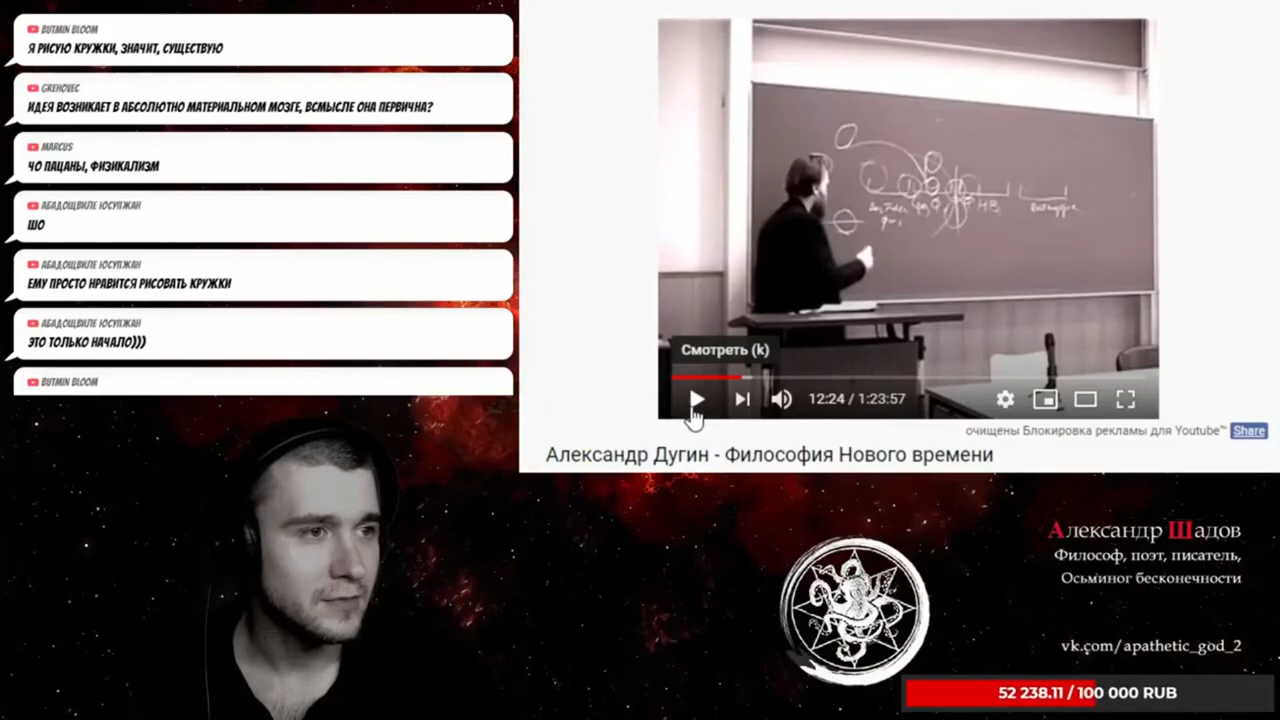 BUTMIN BLOOM
Я РИСУЮ КРУЖКИ, ЗНАЧИТ, СУЩЕСТВУЮ
GREHOVEC
ИДЕЯ ВОЗНИКАЕТ В АБСОЛЮТНО МАТЕРИАЛЬНОМ МОЗГЕ, ВСМЫСЛЕ ОНА ПЕРВИЧНА?
MARCUS
ЧО ПАЦАНЫ, ФИЗИКАЛИЗМ
АБАДОЩВИЛЕ ЮСУПЖАН
ШО
АБАДОЩВИЛЕ ЮСУПЖАН
ЕМУ ПРОСТО НРАВИТСЯ РИСОВАТЬ КРУЖКИ
АБАДОЩВИЛЕ ЮСУПЖАН
ЭТО ТОЛЬКО НАЧАЛО)))
BUTMIN BLOOM
НВ
Смотреть (k)
12:24 / 1:23:57
очищены Блокировка рекламы для Youtube™ Share
Александр Дугин - Философия Нового времени
Александр Шадов
Философ, поэт, писатель,
Осьминог бесконечности
vk.com/apathetic_god_2
52 238.11 / 100 000 RUB